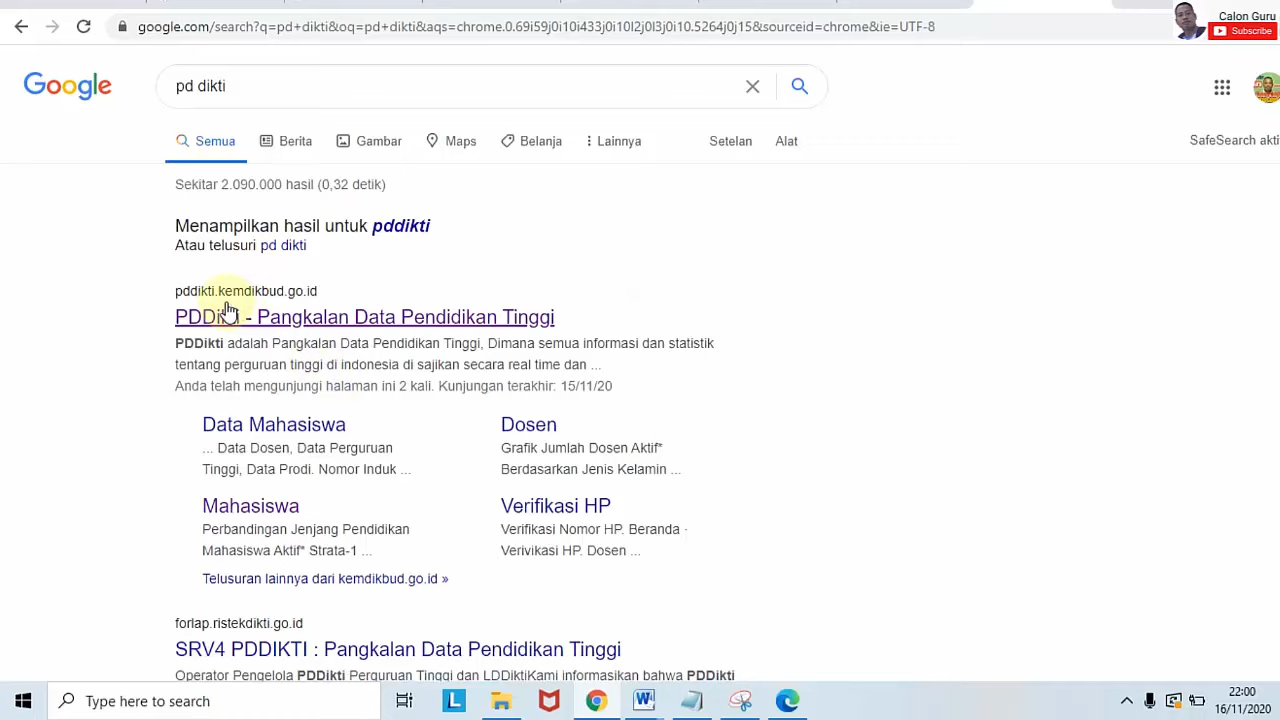 google.com/search?q=pd+dikti&oq=pd+dikti&aqs=chrome.0.69i59j0i10i433j0i10l2j0l3j0i10.5264j0j15&sourceid=chrome&ie=UTF-8
Calon Guru
Subscribe
Google
pd dikti
Semua Berita Gambar Maps Belanja Lainnya Setelan Alat SafeSearch akti
Sekitar 2.090.000 hasil (0,32 detik)
Menampilkan hasil untuk pddikti
Atau telusuri pd dikti
pddikti.kemdikbud.go.id
PDDikti - Pangkalan Data Pendidikan Tinggi
PDDikti adalah Pangkalan Data Pendidikan Tinggi, Dimana semua informasi dan statistik
tentang perguruan tinggi di indonesia di sajikan secara real time dan ...
Anda telah mengunjungi halaman ini 2 kali. Kunjungan terakhir: 15/11/20
Data Mahasiswa
... Data Dosen, Data Perguruan
Tinggi, Data Prodi. Nomor Induk ...
Dosen
Grafik Jumlah Dosen Aktif*
Berdasarkan Jenis Kelamin ...
Mahasiswa
Perbandingan Jenjang Pendidikan
Mahasiswa Aktif* Strata-1 ...
Verifikasi HP
Verifikasi Nomor HP. Beranda ·
Verivikasi HP. Dosen ...
Telusuran lainnya dari kemdikbud.go.id »
forlap.ristekdikti.go.id
SRV4 PDDIKTI : Pangkalan Data Pendidikan Tinggi
Operator Pengelola PDDikti Perguruan Tinggi dan LLDiktiKami informasikan bahwa PDDikti
Type here to search
22:00
16/11/2020